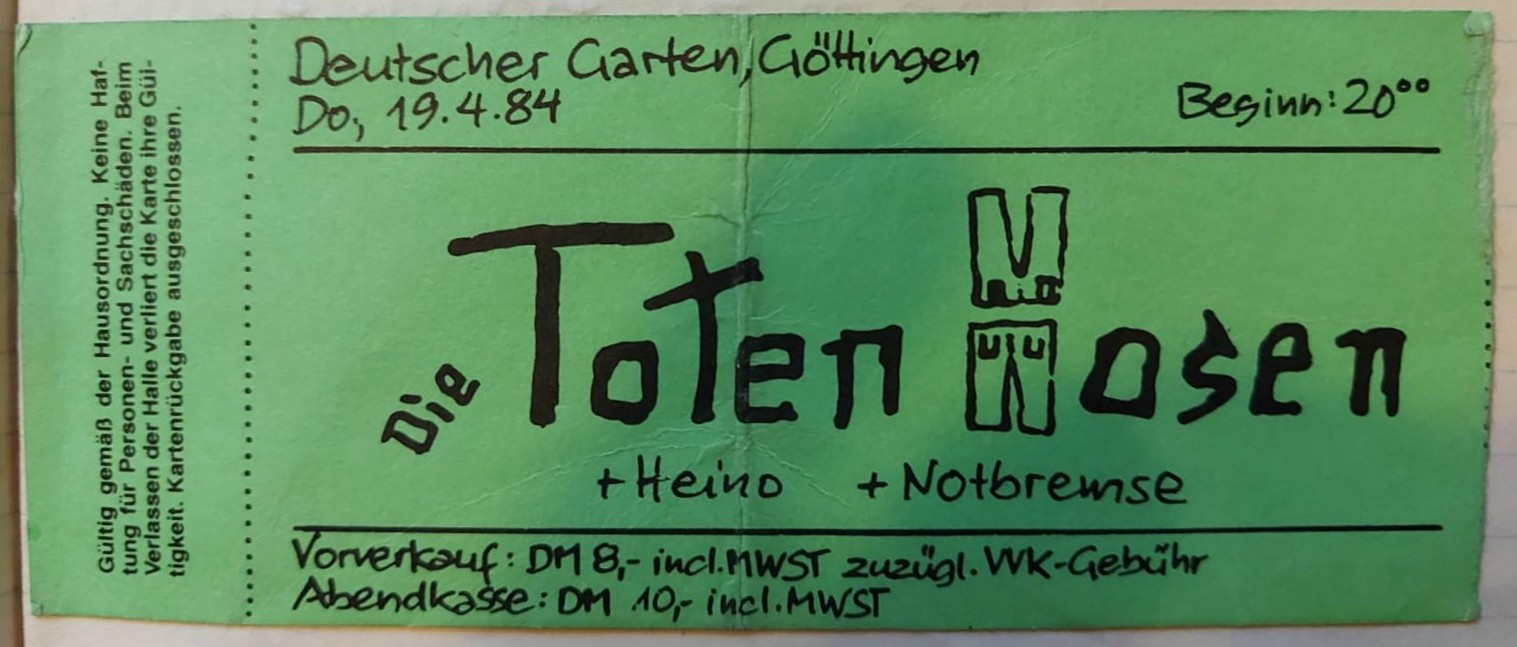 Gültig gemäß der Hausordnung. Keine Haf-
tung für Personen- und Sachschäden. Beim
Verlassen der Halle verliert die Karte ihre Gül-
tigkeit. Kartenrückgabe ausgeschlossen.
Deutscher Garten, Göttingen
Do, 19.4.84
Beginn: 20°°
Die Toten Hosen
+ Heino + Notbremse
Vorverkauf: DM 8,- incl. MWST zuzügl. VVK-Gebühr
Abendkasse: DM 10,- incl. MWST